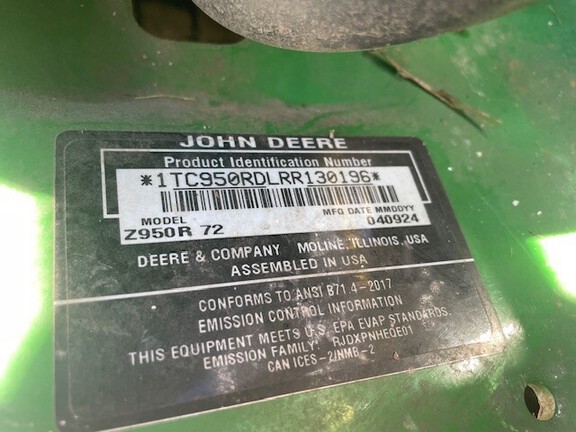 JOHN DEERE
Product Identification Number
*1TC950RDLRR130196*
MODEL MFG DATE MMDDYY
Z950R 72 040924
DEERE & COMPANY MOLINE, ILLINOIS, USA
ASSEMBLED IN USA
CONFORMS TO ANSI B71.4-2017
EMISSION CONTROL INFORMATION
THIS EQUIPMENT MEETS U.S. EPA EVAP STANDARDS.
EMISSION FAMILY: RJDXPNHEQE01
CAN ICES-2/NMB-2